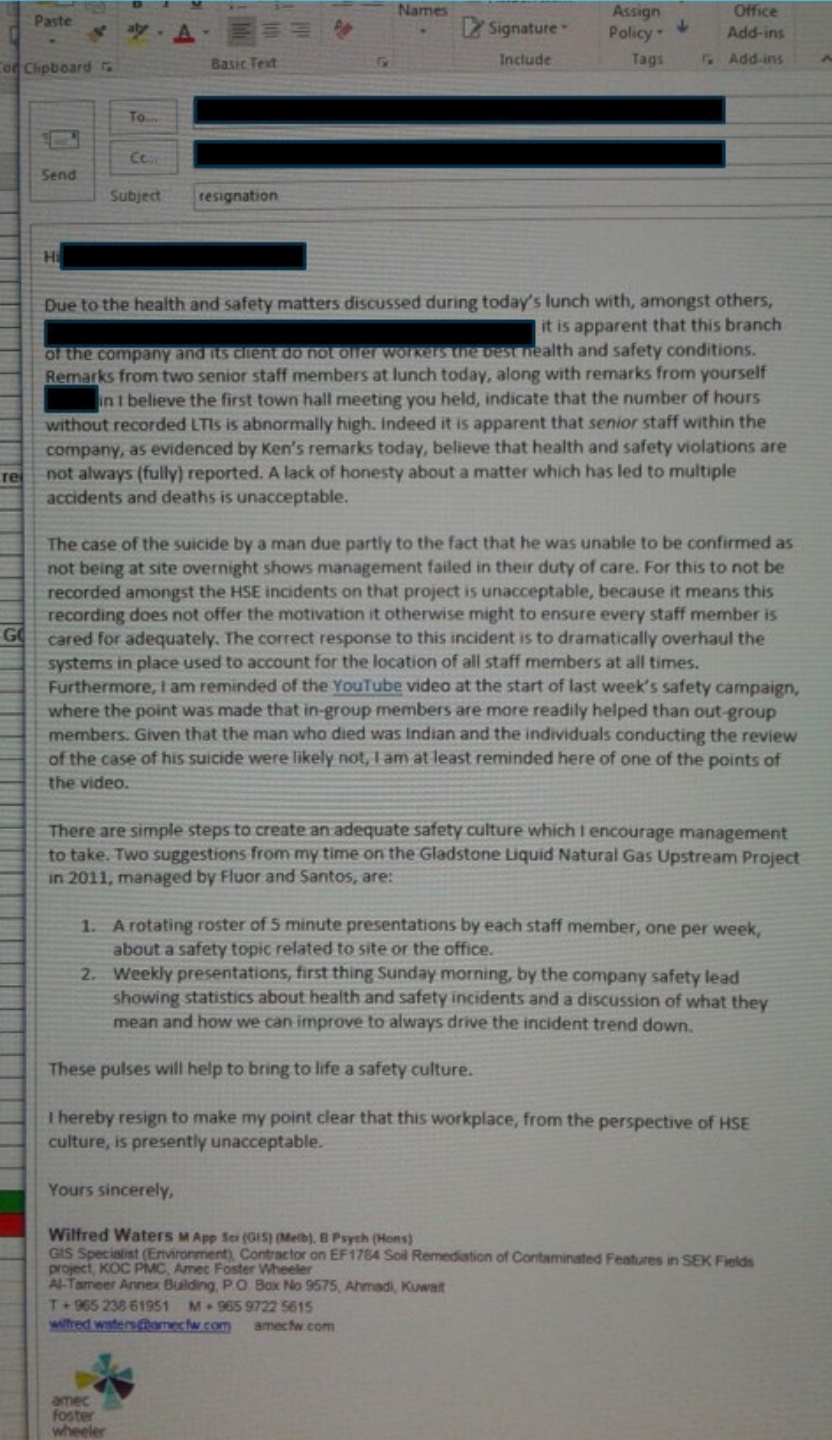 Names
Assign
Office
Paste
aby
A
Signature
Policy
Add-ins
Clipboard
Basic Text
Include
Tags
Add-ins
To...
Cc...
Send
Subject
resignation
Hi
Due to the health and safety matters discussed during today's lunch with, amongst others,
it is apparent that this branch
of the company and its client do not offer workers the best health and safety conditions.
Remarks from two senior staff members at lunch today, along with remarks from yourself
in I believe the first town hall meeting you held, indicate that the number of hours
without recorded LTIs is abnormally high. Indeed it is apparent that senior staff within the
company, as evidenced by Ken's remarks today, believe that health and safety violations are
not always (fully) reported. A lack of honesty about a matter which has led to multiple
accidents and deaths is unacceptable.
The case of the suicide by a man due partly to the fact that he was unable to be confirmed as
not being at site overnight shows management failed in their duty of care. For this to not be
recorded amongst the HSE incidents on that project is unacceptable, because it means this
recording does not offer the motivation it otherwise might to ensure every staff member is
cared for adequately. The correct response to this incident is to dramatically overhaul the
systems in place used to account for the location of all staff members at all times.
Furthermore, I am reminded of the YouTube video at the start of last week's safety campaign,
where the point was made that in-group members are more readily helped than out-group
members. Given that the man who died was Indian and the individuals conducting the review
of the case of his suicide were likely not, I am at least reminded here of one of the points of
the video.
There are simple steps to create an adequate safety culture which I encourage management
to take. Two suggestions from my time on the Gladstone Liquid Natural Gas Upstream Project
in 2011, managed by Fluor and Santos, are:
1. A rotating roster of 5 minute presentations by each staff member, one per week,
about a safety topic related to site or the office.
2. Weekly presentations, first thing Sunday morning, by the company safety lead
showing statistics about health and safety incidents and a discussion of what they
mean and how we can improve to always drive the incident trend down.
These pulses will help to bring to life a safety culture.
I hereby resign to make my point clear that this workplace, from the perspective of HSE
culture, is presently unacceptable.
Yours sincerely,
Wilfred Waters M App Sci (GIS) (Melb), B Psych (Hons)
GIS Specialist (Environment), Contractor on EF1784 Soil Remediation of Contaminated Features in SEK Fields
project, KOC PMC, Amec Foster Wheeler
Al-Tameer Annex Building, P.O. Box No 9575, Ahmadi, Kuwait
T + 965 238 61951 M + 965 9722 5615
wilfred.waters@amecfw.com amecfw.com
amec
foster
wheeler